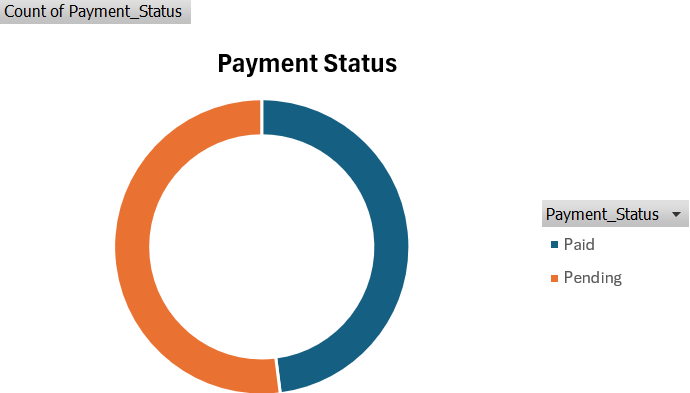 Count of Payment_Status
Payment Status
Payment_Status
Paid
Pending